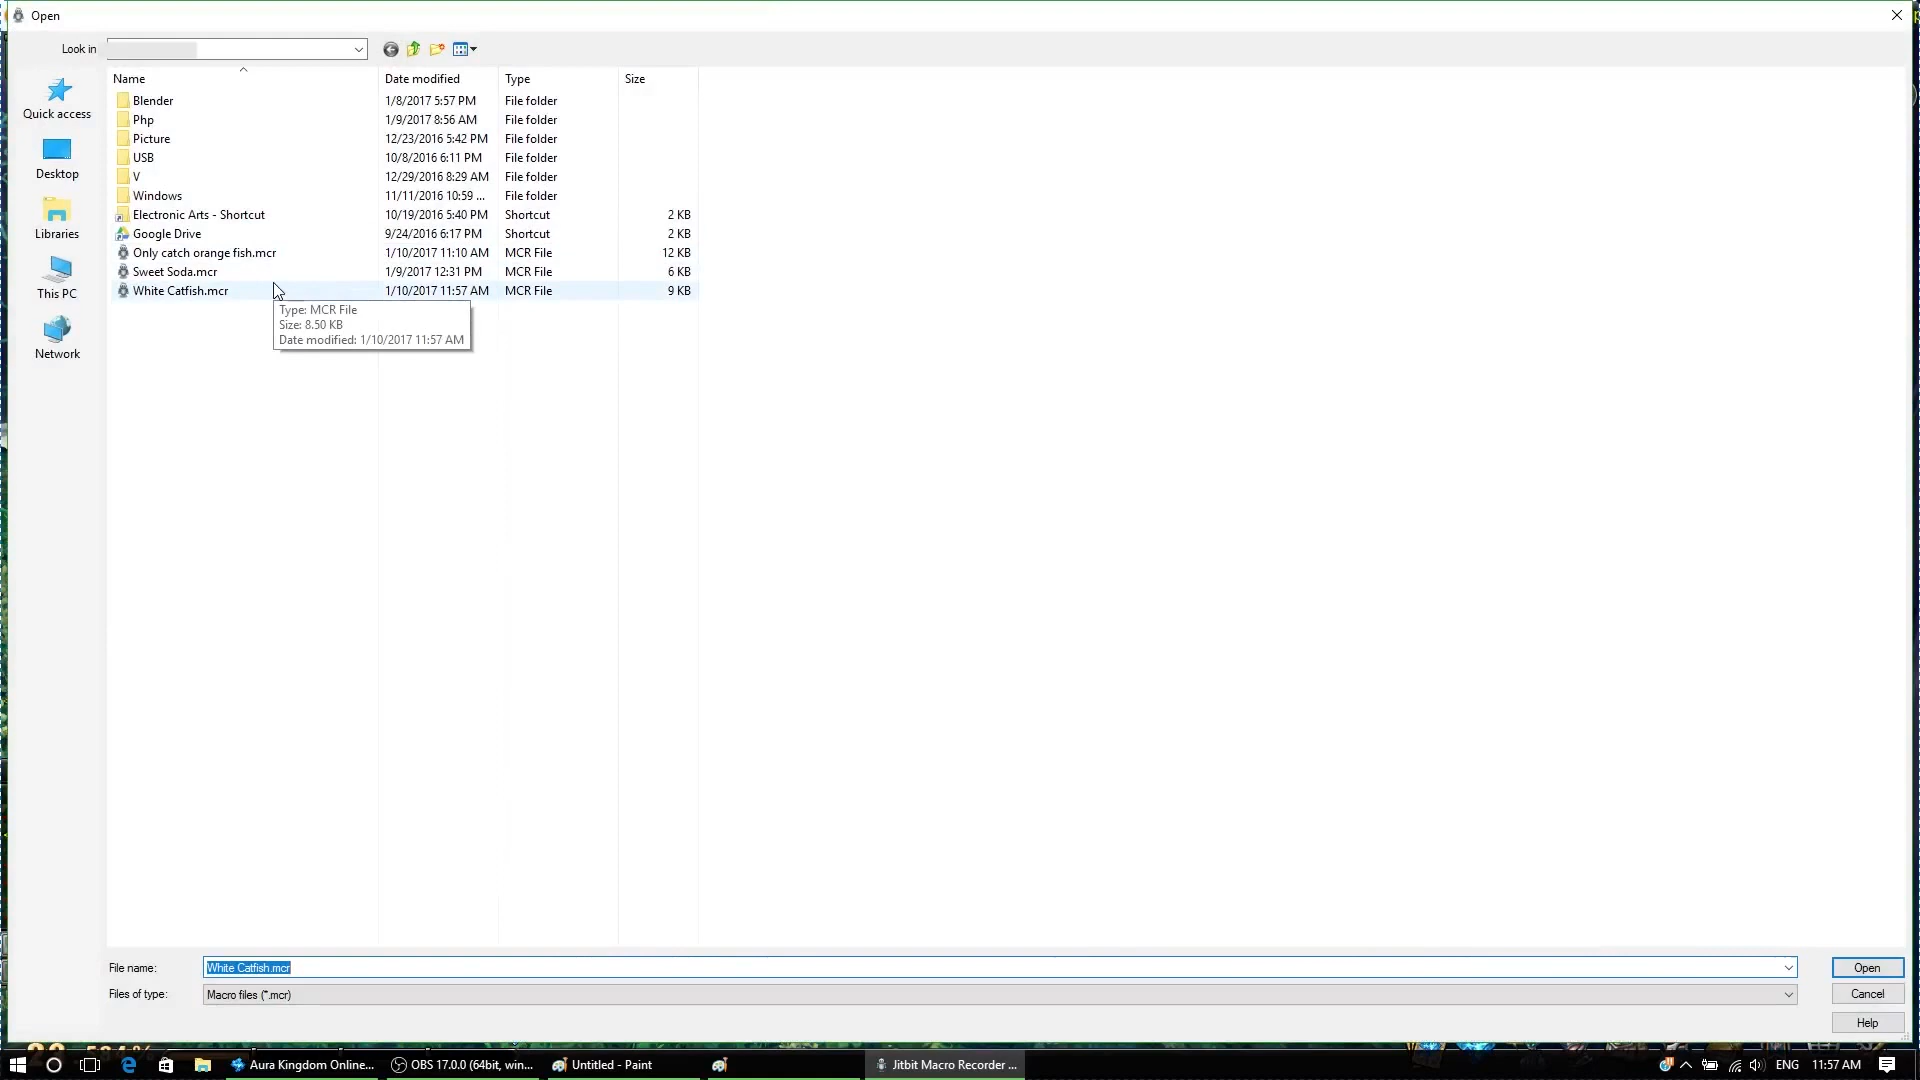 Open
Look in
Name Date modified Type Size
Blender 1/8/2017 5:57 PM File folder
Php 1/9/2017 8:56 AM File folder
Picture 12/23/2016 5:42 PM File folder
USB 10/8/2016 6:11 PM File folder
V 12/29/2016 8:29 AM File folder
Windows 11/11/2016 10:59 ... File folder
Electronic Arts - Shortcut 10/19/2016 5:40 PM Shortcut 2 KB
Google Drive 9/24/2016 6:17 PM Shortcut 2 KB
Only catch orange fish.mcr 1/10/2017 11:10 AM MCR File 12 KB
Sweet Soda.mcr 1/9/2017 12:31 PM MCR File 6 KB
White Catfish.mcr 1/10/2017 11:57 AM MCR File 9 KB
Type: MCR File
Size: 8.50 KB
Date modified: 1/10/2017 11:57 AM
Quick access
Desktop
Libraries
This PC
Network
File name: White Catfish.mcr Open
Files of type: Macro files (*.mcr) Cancel
Help
Aura Kingdom Online... OBS 17.0.0 (64bit, win... Untitled - Paint Jitbit Macro Recorder ... ENG 11:57 AM